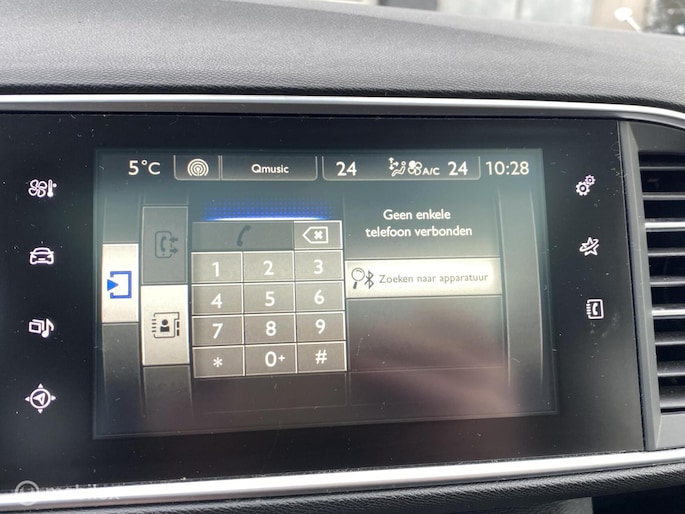 5°C Qmusic 24 A/C 24 10:28
Geen enkele
telefoon verbonden
Zoeken naar apparatuur
1 2 3
4 5 6
7 8 9
* 0+ #